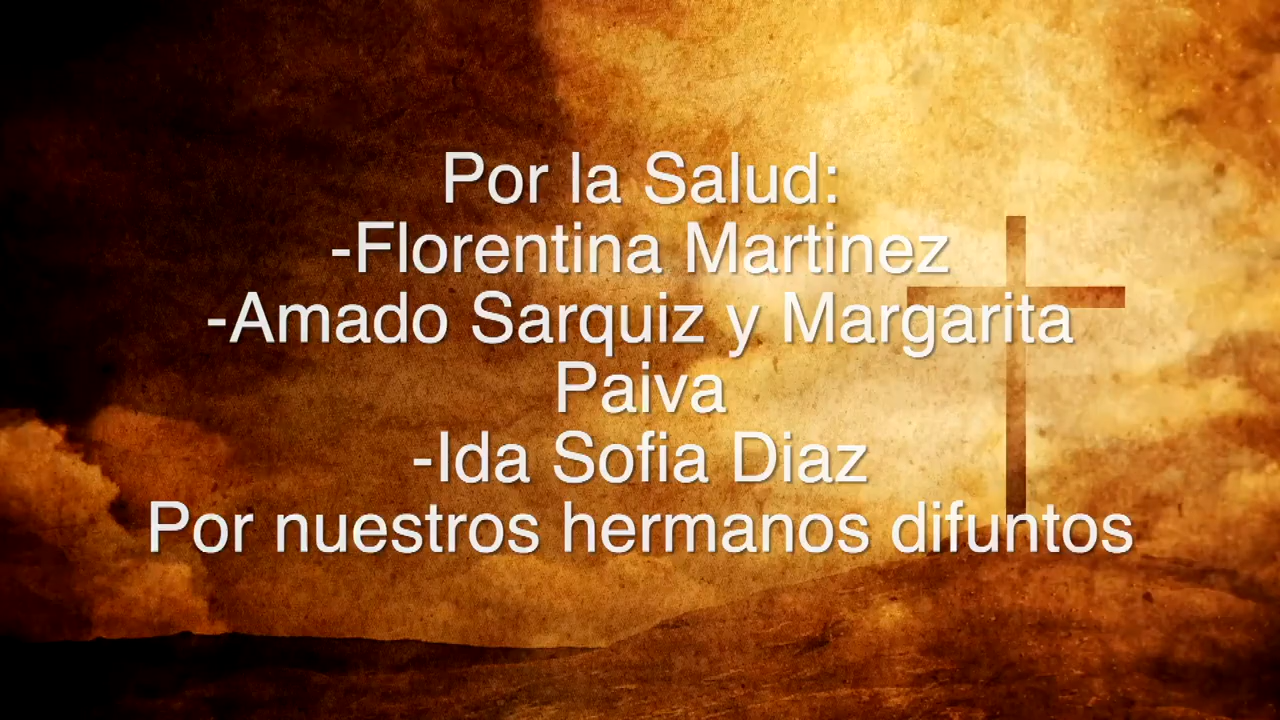 Por la Salud:
-Florentina Martinez
-Amado Sarquiz y Margarita
Paiva
-Ida Sofia Diaz
Por nuestros hermanos difuntos